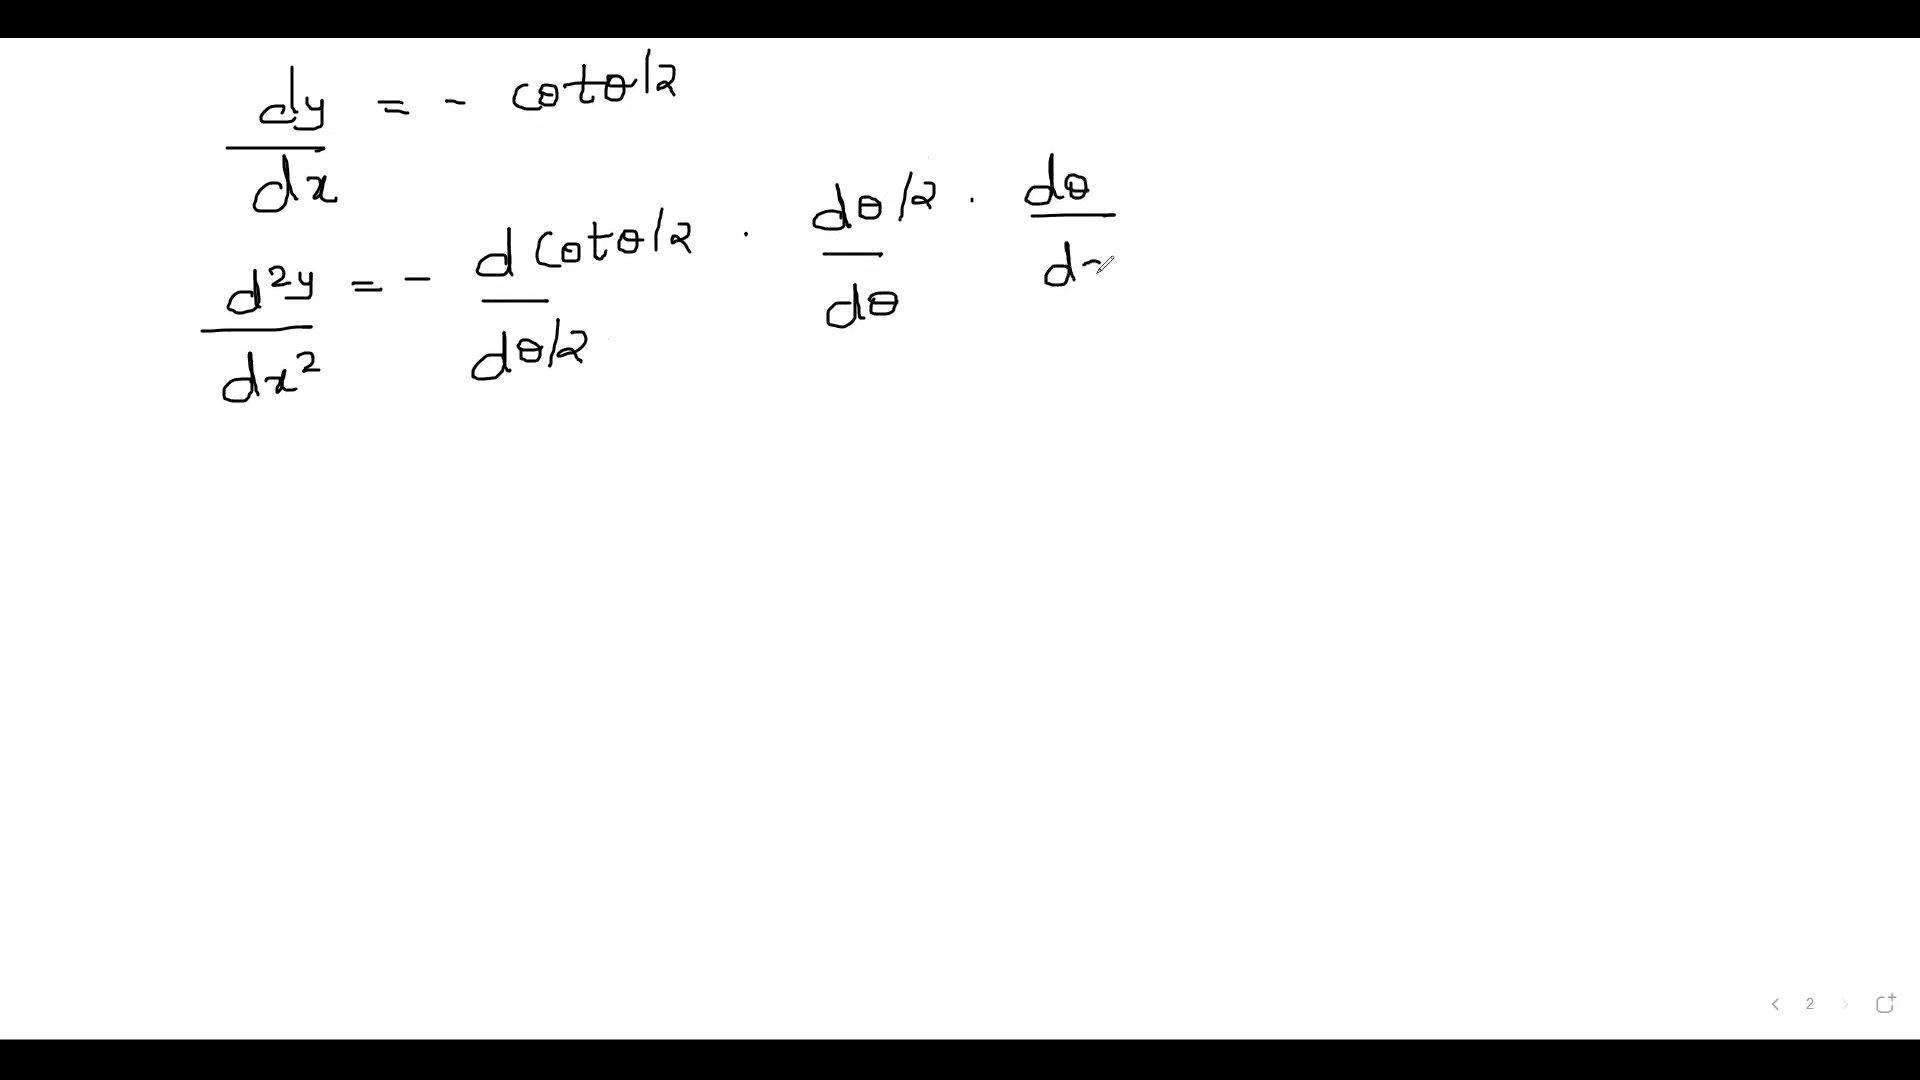 dy/dx = - cotθ/2
d²y/dx² = - d cotθ/2 / dθ/2 · dθ/2 / dθ · dθ / d
2